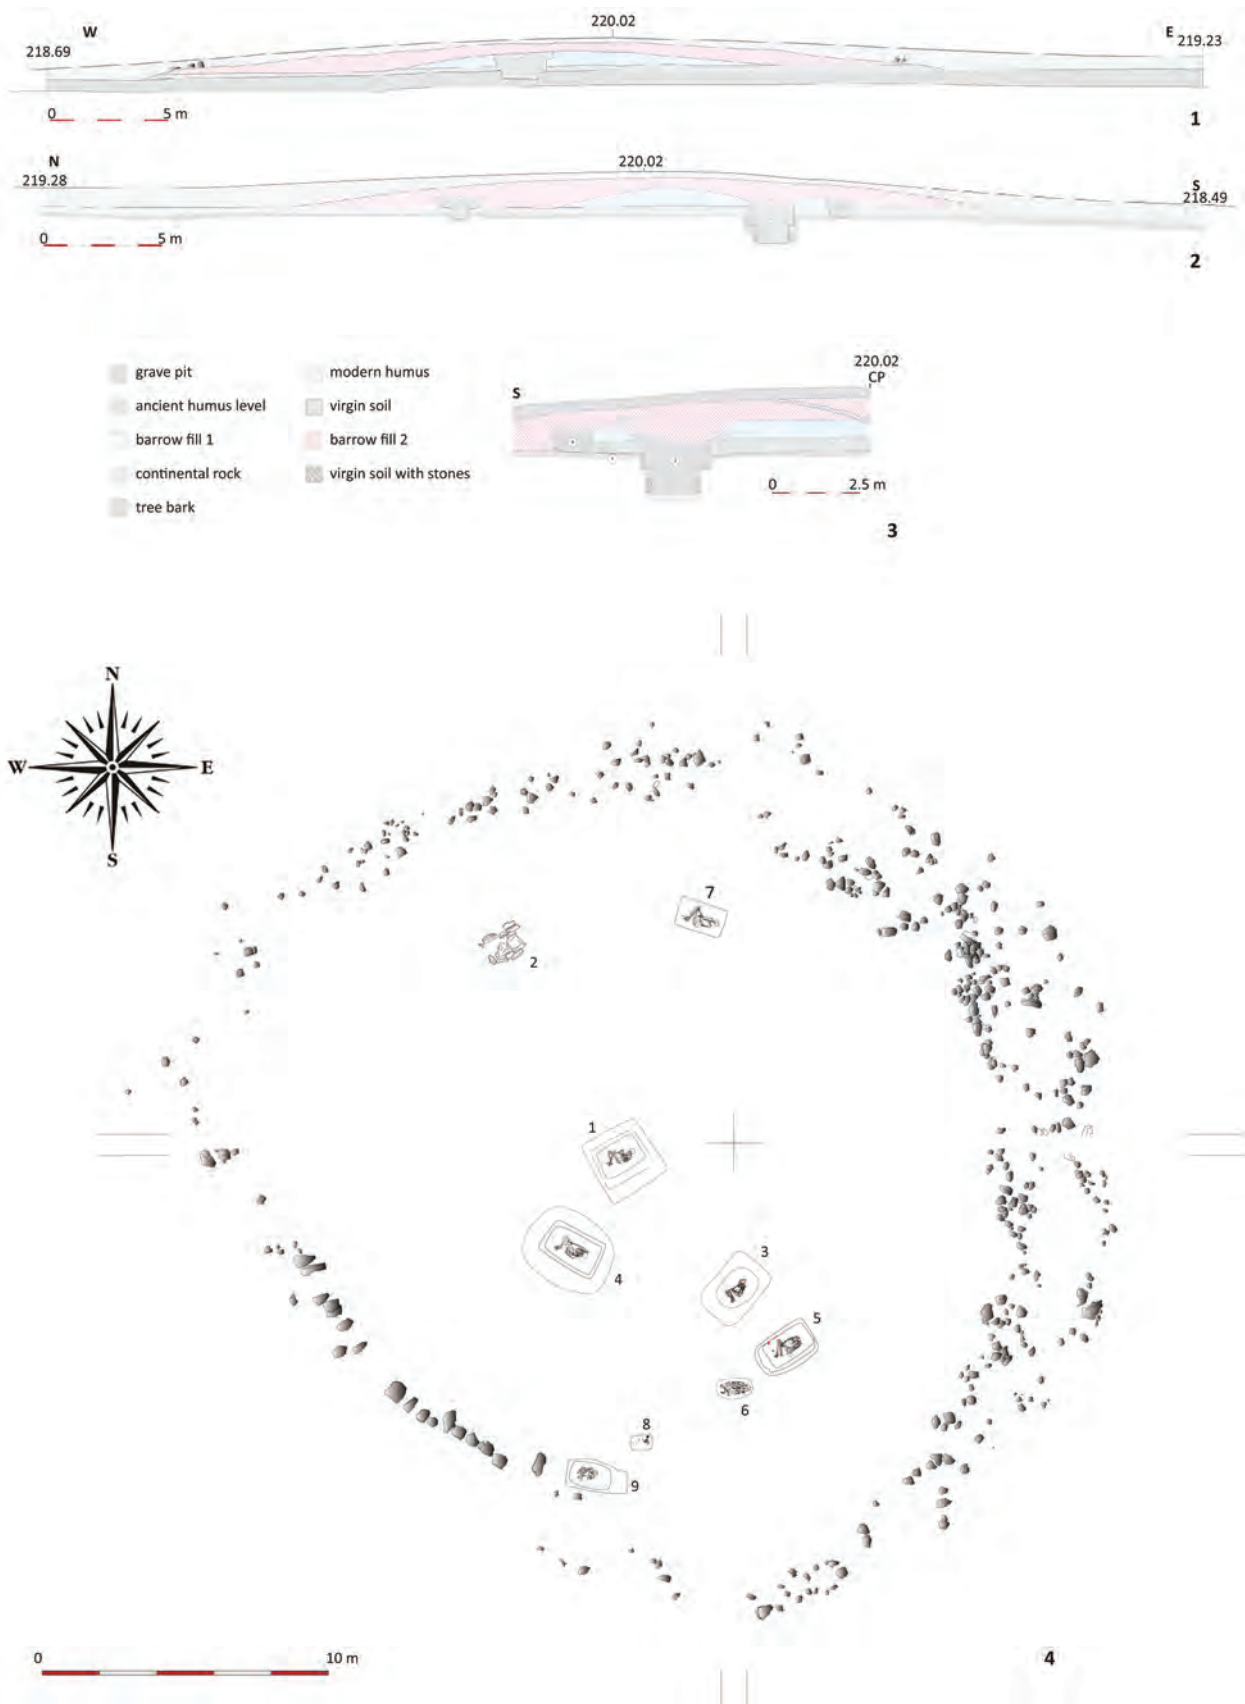 W
220.02
E 219.23
218.69
0 5 m
1
N
220.02
219.28
S
218.49
0 5 m
2
220.02
CP
S
grave pit
modern humus
ancient humus level
virgin soil
barrow fill 1
barrow fill 2
continental rock
virgin soil with stones
tree bark
0 2.5 m
3
N
W E
S
7
2
1
3
4
5
6
8
9
0 10 m
4